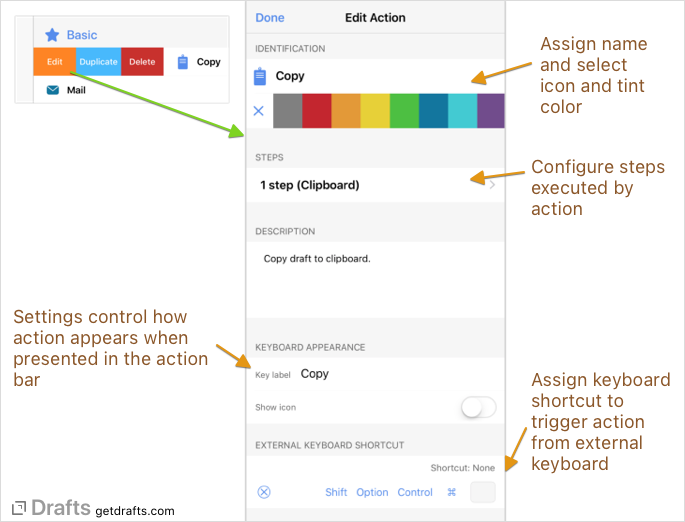 Basic
Edit Duplicate Delete Copy
Mail
Done Edit Action
IDENTIFICATION
Copy
Assign name
and select
icon and tint
color
STEPS
1 step (Clipboard)
Configure steps
executed by
action
DESCRIPTION
Copy draft to clipboard.
Settings control how
action appears when
presented in the action
bar
KEYBOARD APPEARANCE
Key label Copy
Show icon
Assign keyboard
shortcut to
trigger action
from external
keyboard
EXTERNAL KEYBOARD SHORTCUT
Shortcut: None
Shift Option Control ⌘
Drafts getdrafts.com